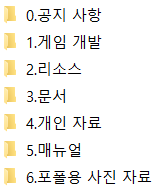 0.공지 사항
1.게임 개발
2.리소스
3.문서
4.개인 자료
5.매뉴얼
6.포폴용 사진 자료